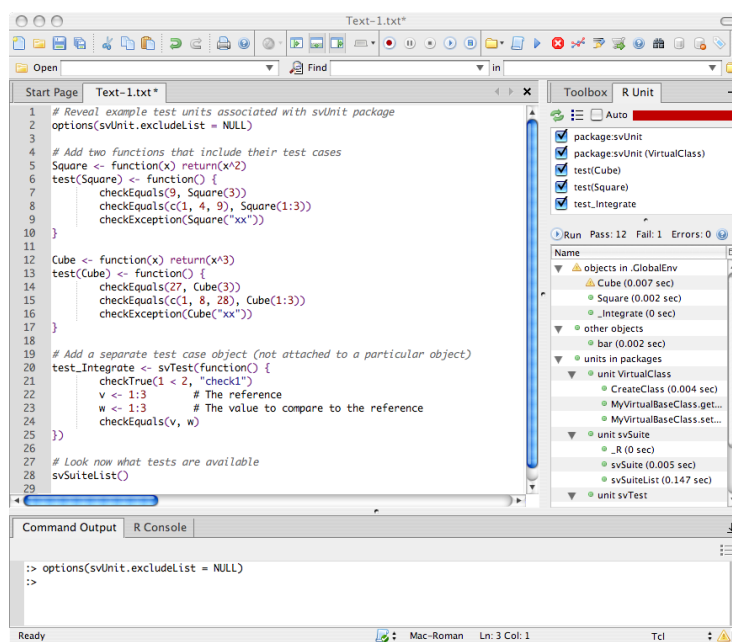 Text-1.txt*
Open
Find
in
Start Page Text-1.txt*
1 # Reveal example test units associated with svUnit package
2 options(svUnit.excludeList = NULL)
3
4 # Add two functions that include their test cases
5 Square <- function(x) return(x^2)
6 test(Square) <- function() {
7 checkEquals(9, Square(3))
8 checkEquals(c(1, 4, 9), Square(1:3))
9 checkException(Square("xx"))
10 }
11
12 Cube <- function(x) return(x^3)
13 test(Cube) <- function() {
14 checkEquals(27, Cube(3))
15 checkEquals(c(1, 8, 28), Cube(1:3))
16 checkException(Cube("xx"))
17 }
18
19 # Add a separate test case object (not attached to a particular object)
20 test_Integrate <- svTest(function() {
21 checkTrue(1 < 2, "check1")
22 v <- 1:3 # The reference
23 w <- 1:3 # The value to compare to the reference
24 checkEquals(v, w)
25 })
26
27 # Look now what tests are available
28 svSuiteList()
29
Toolbox R Unit
Auto
package:svUnit
package:svUnit (VirtualClass)
test(Cube)
test(Square)
test_Integrate
Run Pass: 12 Fail: 1 Errors: 0
Name
objects in .GlobalEnv
Cube (0.007 sec)
Square (0.002 sec)
_Integrate (0 sec)
other objects
bar (0.002 sec)
units in packages
unit VirtualClass
CreateClass (0.004 sec)
MyVirtualBaseClass.get...
MyVirtualBaseClass.set...
unit svSuite
_R (0 sec)
svSuite (0.005 sec)
svSuiteList (0.147 sec)
unit svTest
Command Output R Console
:> options(svUnit.excludeList = NULL)
:>
Ready Mac-Roman Ln: 3 Col: 1 Tcl